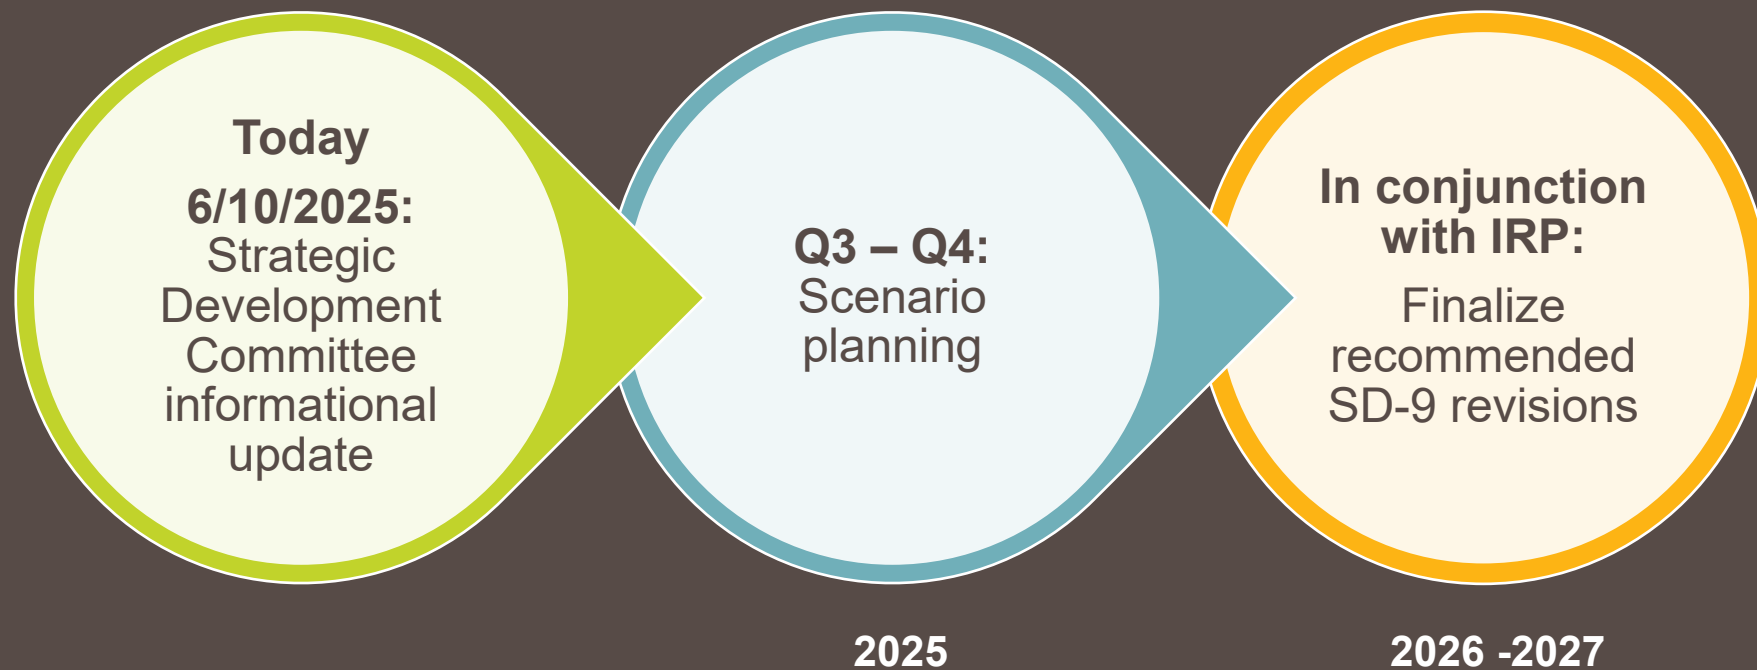 Today
6/10/2025:
Strategic
Development
Committee
informational
update
Q3 – Q4:
Scenario
planning
In conjunction
with IRP:
Finalize
recommended
SD-9 revisions
2025
2026 -2027